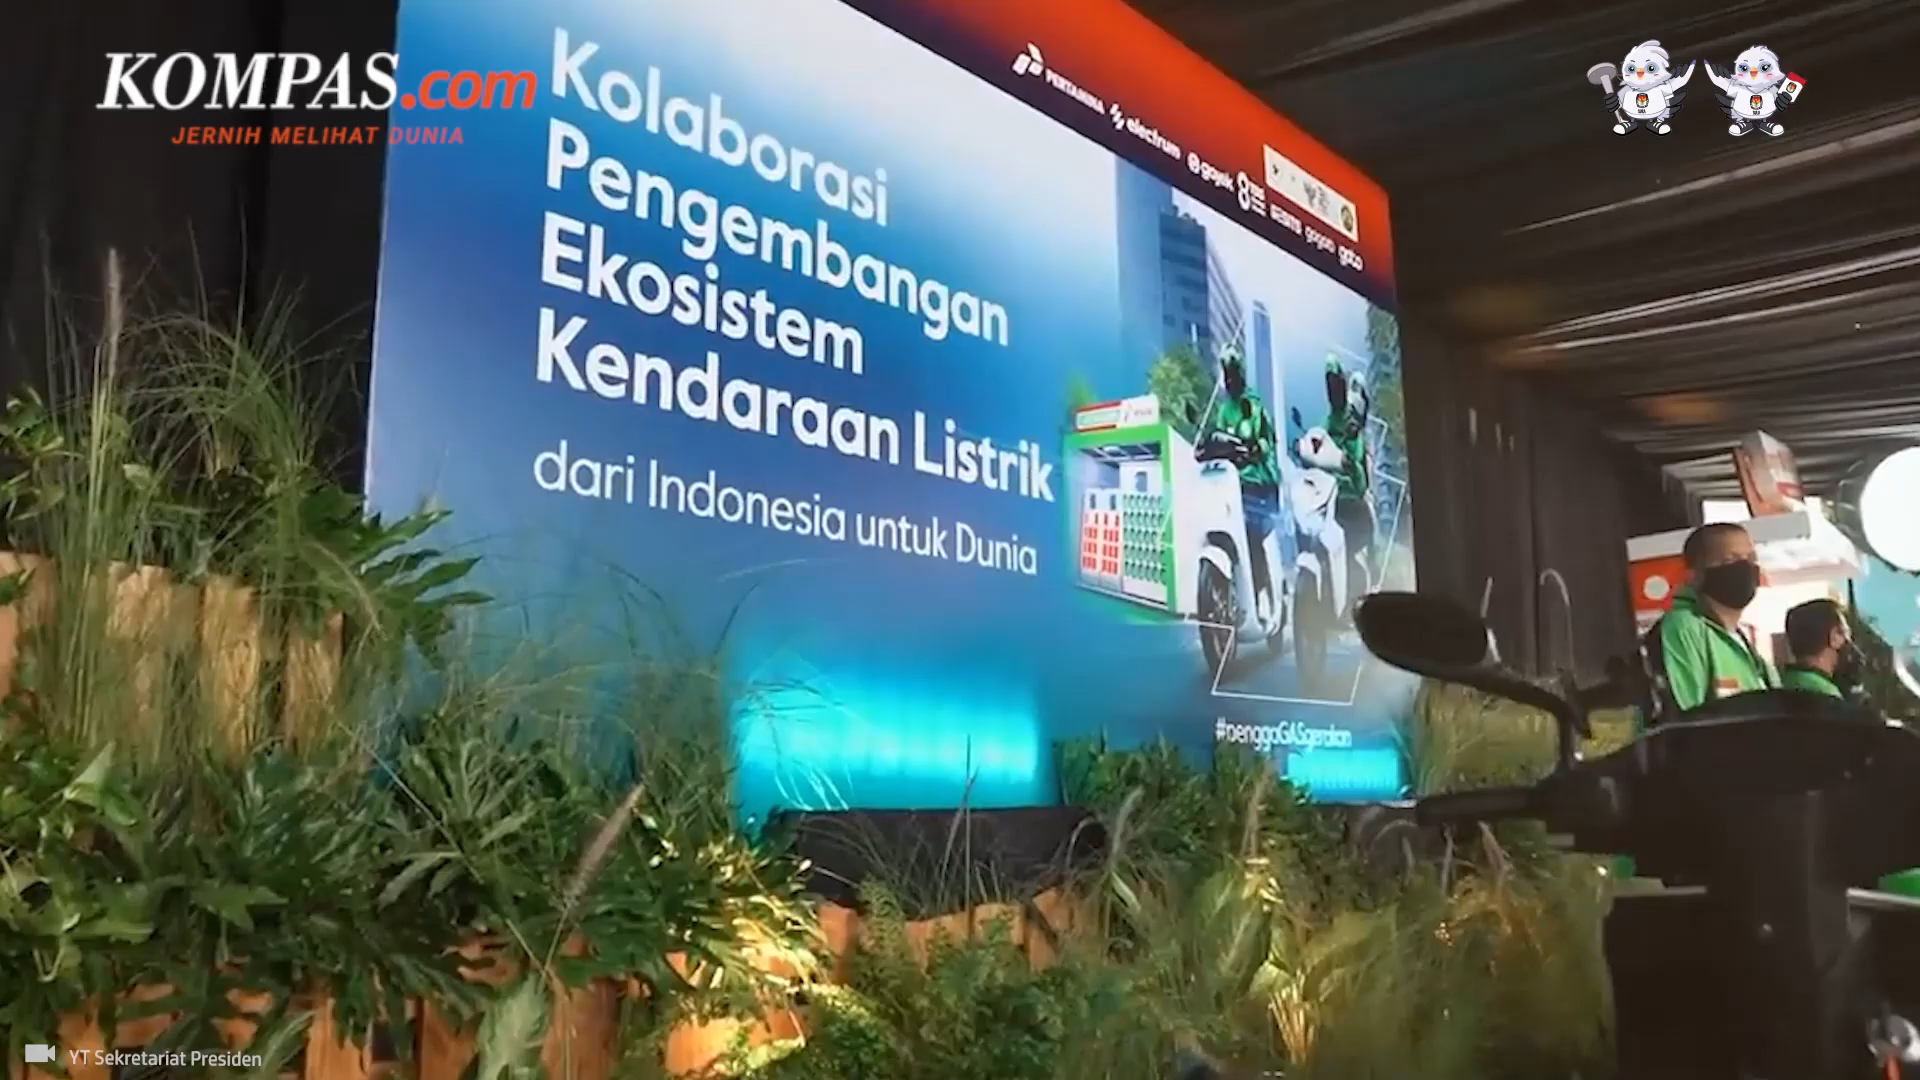 KOMPAS.com
JERNIH MELIHAT DUNIA
PERTAMINA
electrum
gojek
gogoro
Kolaborasi
Pengembangan
Ekosistem
Kendaraan Listrik
dari Indonesia untuk Dunia
YT Sekretariat Presiden